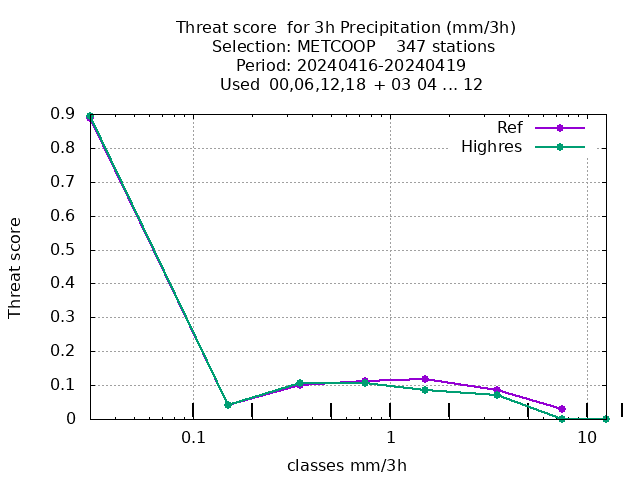 Threat score  for 3h Precipitation (mm/3h)
Selection: METCOOP    347 stations
Period: 20240416-20240419
Used  00,06,12,18  + 03 04 ... 12
Ref
Highres
Threat score
0.9
0.8
0.7
0.6
0.5
0.4
0.3
0.2
0.1
0
0.1 1 10
classes mm/3h